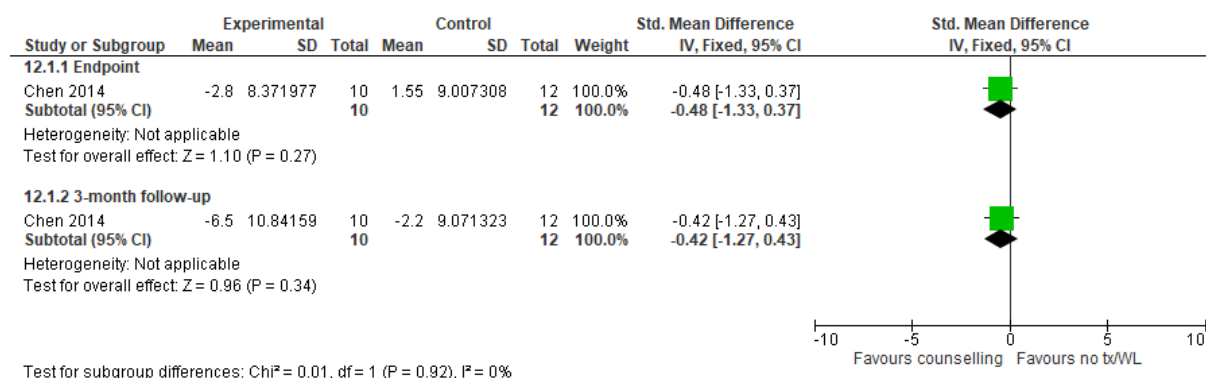 Experimental Control Std. Mean Difference Std. Mean Difference
Study or Subgroup Mean SD Total Mean SD Total Weight IV, Fixed, 95% CI IV, Fixed, 95% CI
12.1.1 Endpoint
Chen 2014 -2.8 8.371977 10 1.55 9.007308 12 100.0% -0.48 [-1.33, 0.37]
Subtotal (95% CI) 10 12 100.0% -0.48 [-1.33, 0.37]
Heterogeneity: Not applicable
Test for overall effect: Z = 1.10 (P = 0.27)
12.1.2 3-month follow-up
Chen 2014 -6.5 10.84159 10 -2.2 9.071323 12 100.0% -0.42 [-1.27, 0.43]
Subtotal (95% CI) 10 12 100.0% -0.42 [-1.27, 0.43]
Heterogeneity: Not applicable
Test for overall effect: Z = 0.96 (P = 0.34)
-10 -5 0 5 10
Favours counselling Favours no tx/WL
Test for subgroup differences: Chi² = 0.01, df = 1 (P = 0.92), I² = 0%